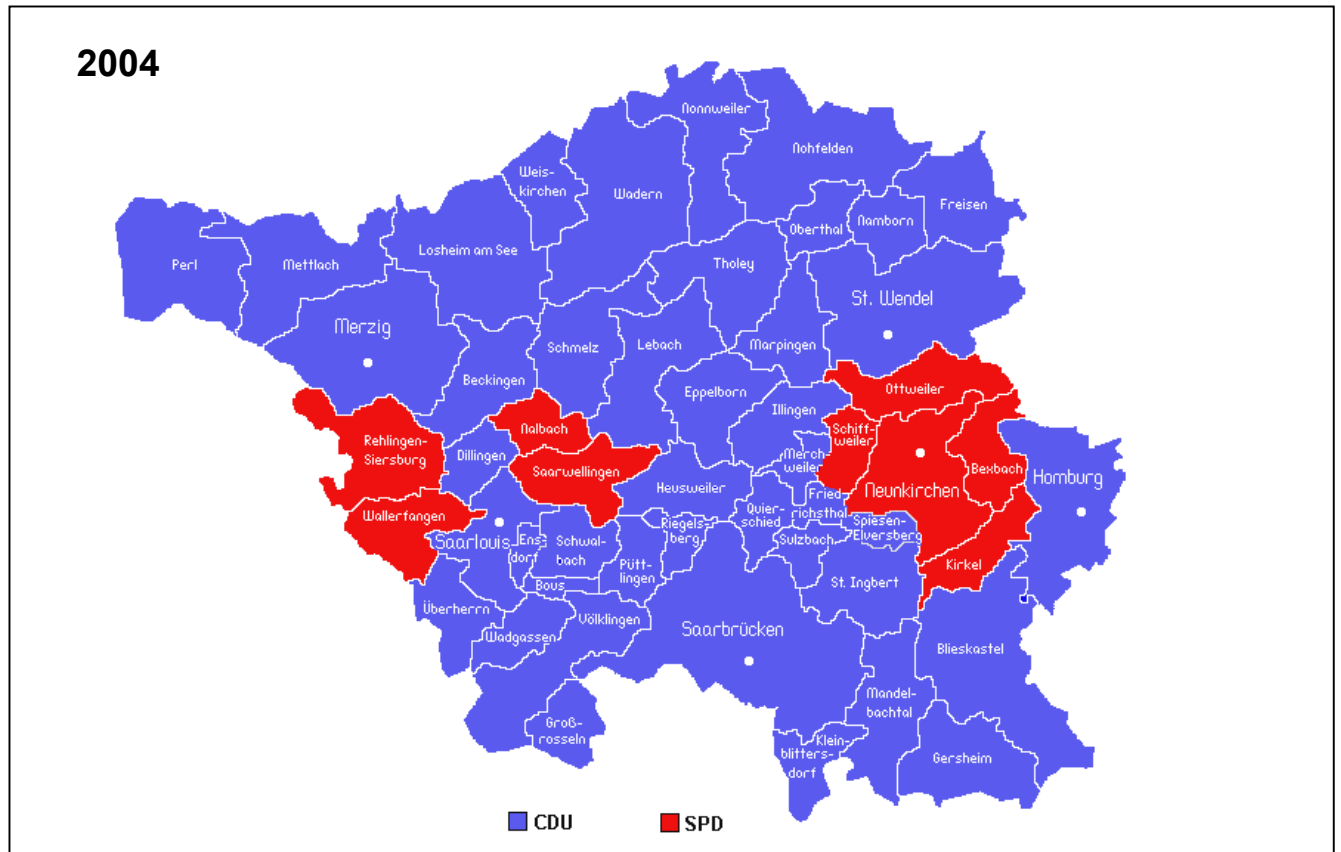 2004
Nonnweiler
Nohfelden
Weis-
kirchen
Wadern
Freisen
Namborn
Oberthal
Losheim am See
Perl
Mettlach
Tholey
St. Wendel
Merzig
Schmelz
Lebach
Marpingen
Beckingen
Eppelborn
Ottweiler
Illingen
Nalbach
Schiff-
weiler
Rehlingen-
Siersburg
Dillingen
Merch-
weiler
Saarwellingen
Bexbach
Homburg
Heusweiler
Neunkirchen
Fried
richsthal
Wallerfangen
Quier-
schied
Riegels-
berg
Spiesen-
Elversberg
Saarlouis
Ens
dorf
Schwal-
bach
Sulzbach
Pütt-
lingen
Kirkel
St. Ingbert
Bous
Überherrn
Völklingen
Wadgassen
Saarbrücken
Blieskastel
Mandel-
bachtal
Groß-
rosseln
Klein-
blitters-
dorf
Gersheim
CDU
SPD